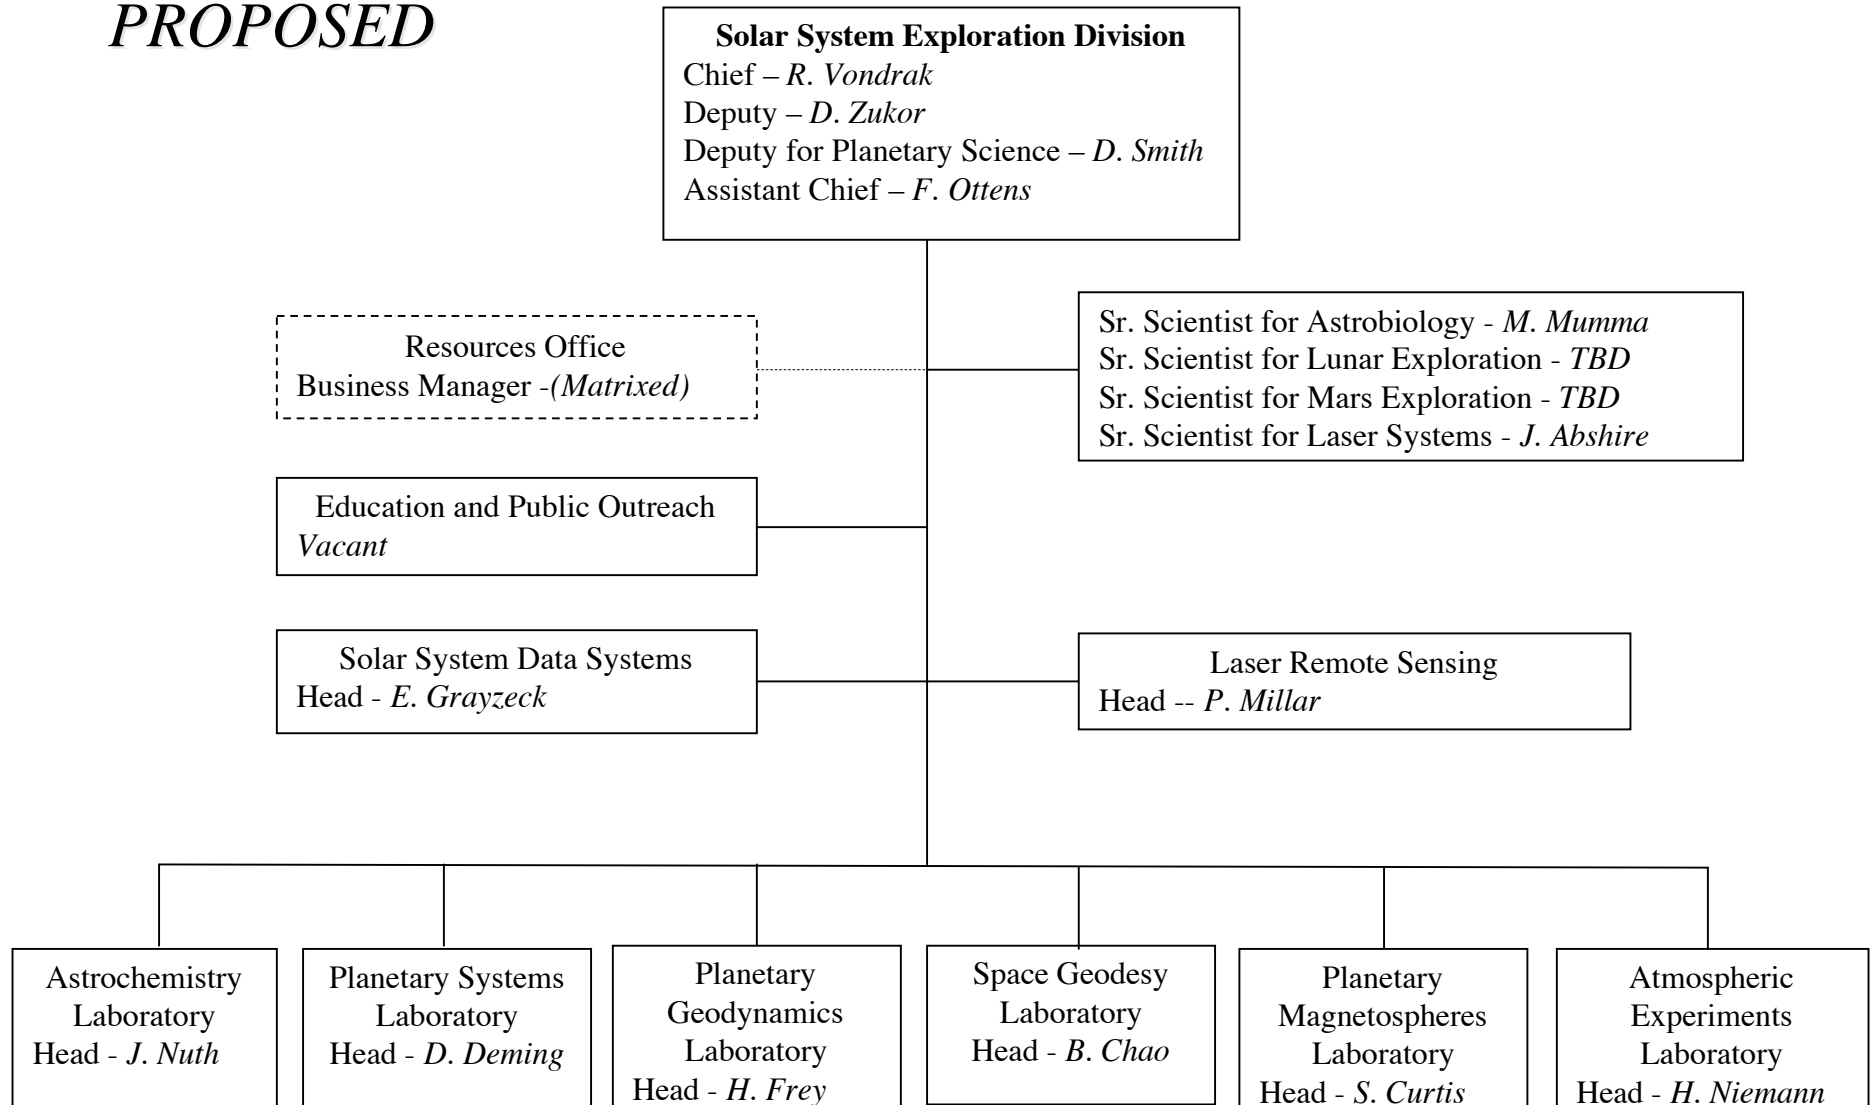 PROPOSED
Solar System Exploration Division
Chief – R. Vondrak
Deputy – D. Zukor
Deputy for Planetary Science – D. Smith
Assistant Chief – F. Ottens
Resources Office
Business Manager -(Matrixed)
Sr. Scientist for Astrobiology - M. Mumma
Sr. Scientist for Lunar Exploration - TBD
Sr. Scientist for Mars Exploration - TBD
Sr. Scientist for Laser Systems - J. Abshire
Education and Public Outreach
Vacant
Solar System Data Systems
Head - E. Grayzeck
Laser Remote Sensing
Head -- P. Millar
Astrochemistry
Laboratory
Head - J. Nuth
Planetary Systems
Laboratory
Head - D. Deming
Planetary
Geodynamics
Laboratory
Head - H. Frey
Space Geodesy
Laboratory
Head - B. Chao
Planetary
Magnetospheres
Laboratory
Head - S. Curtis
Atmospheric
Experiments
Laboratory
Head - H. Niemann